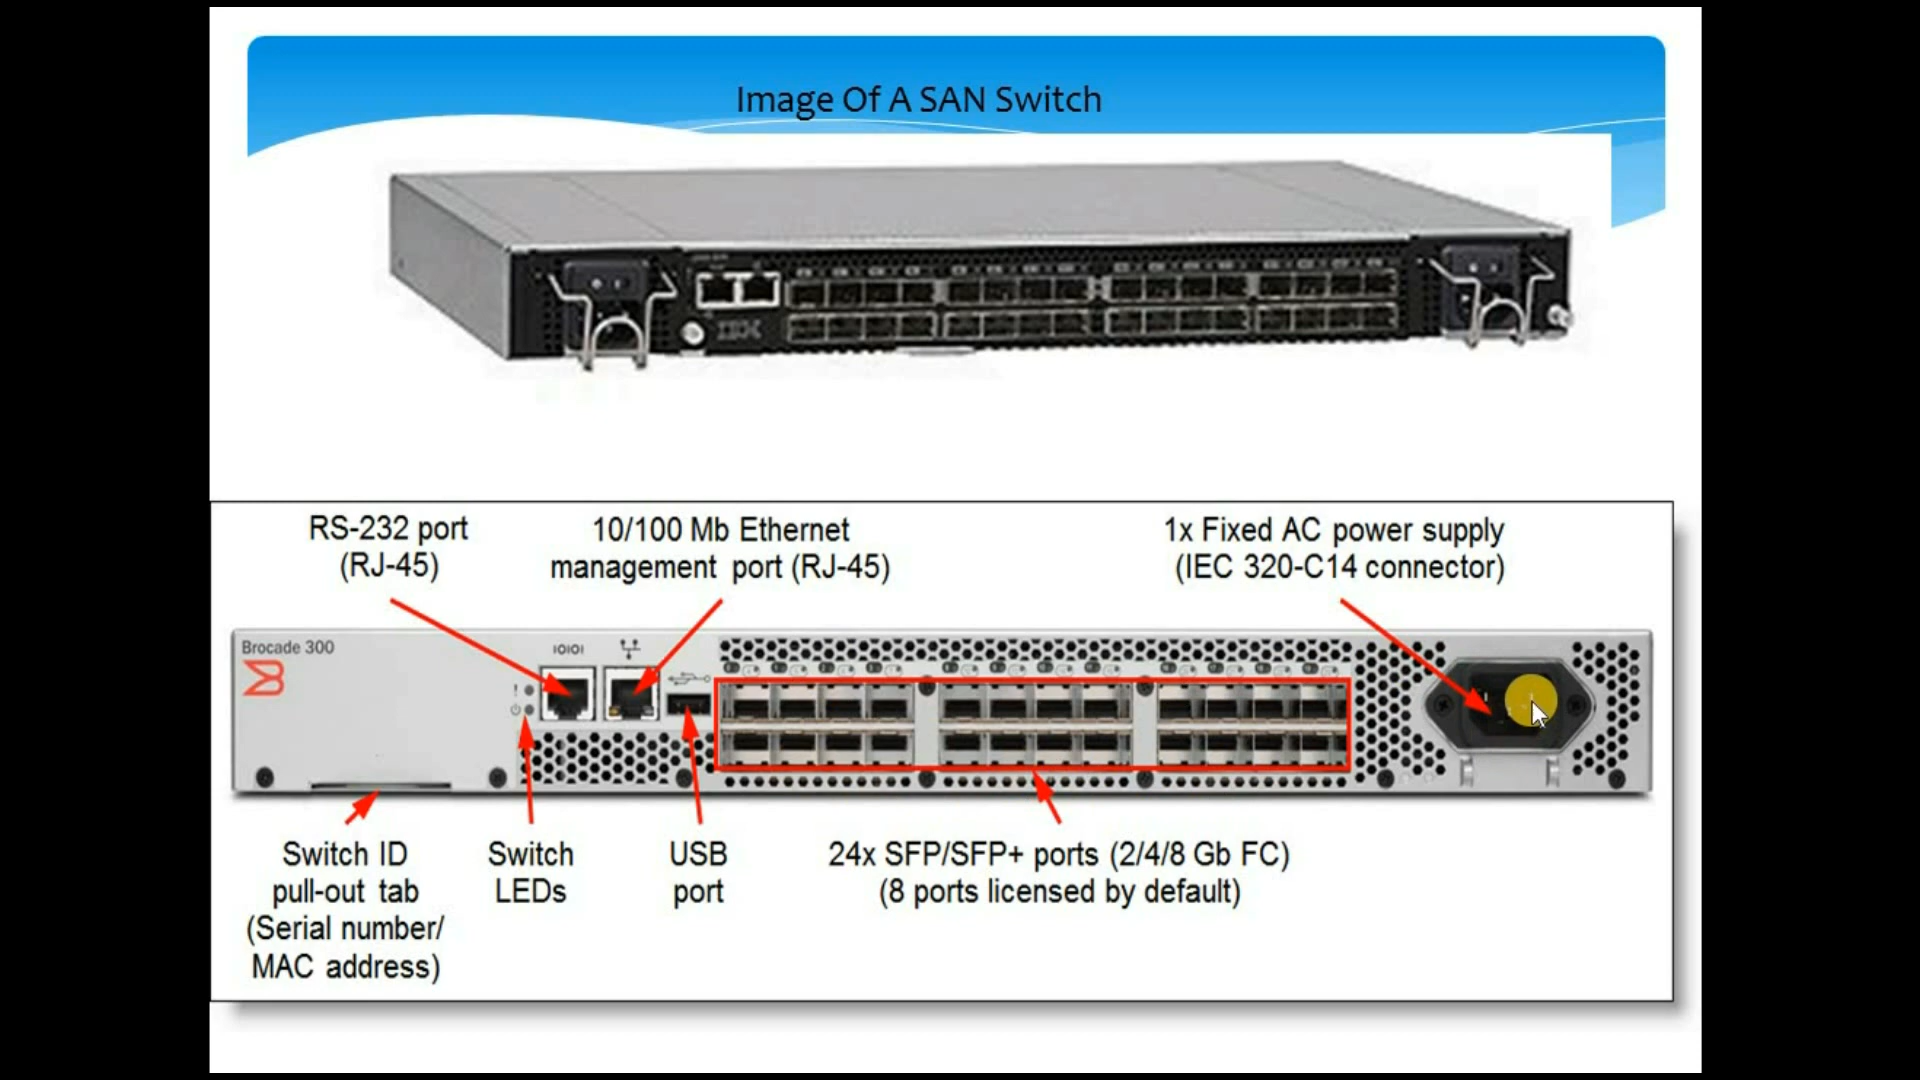 Image Of A SAN Switch
IBM
RS-232 port
(RJ-45)
10/100 Mb Ethernet
management port (RJ-45)
1x Fixed AC power supply
(IEC 320-C14 connector)
Brocade 300
IOIOI
Switch ID
pull-out tab
(Serial number/
MAC address)
Switch
LEDs
USB
port
24x SFP/SFP+ ports (2/4/8 Gb FC)
(8 ports licensed by default)